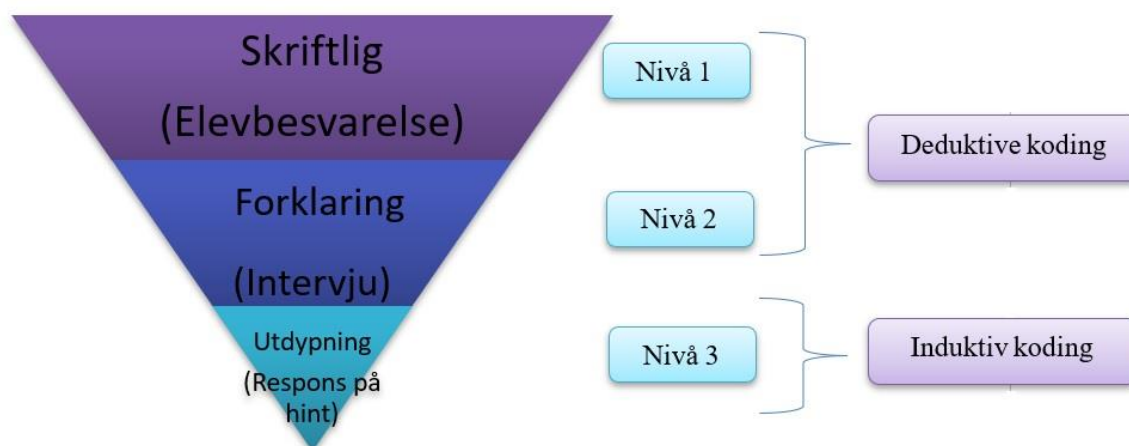 Skriftlig
(Elevbesvarelse)
Forklaring
(Intervju)
Utdypning
(Respons på
hint)
Nivå 1
Nivå 2
Nivå 3
Deduktive koding
Induktiv koding